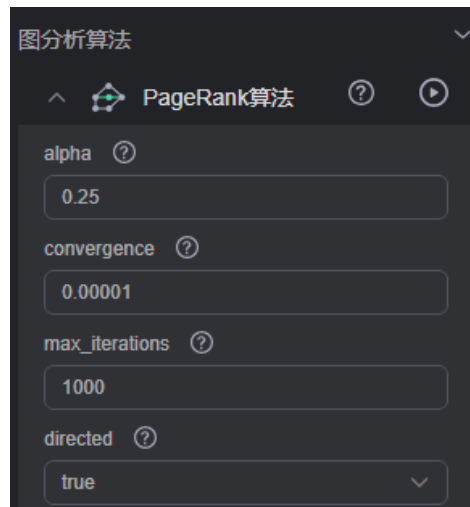 图分析算法
PageRank算法
alpha
0.25
convergence
0.00001
max_iterations
1000
directed
true